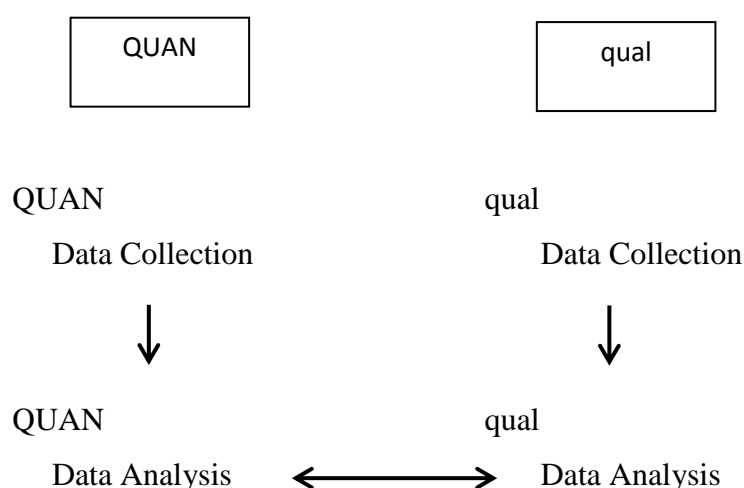 QUAN
qual
QUAN
Data Collection
qual
Data Collection
QUAN
Data Analysis
qual
Data Analysis